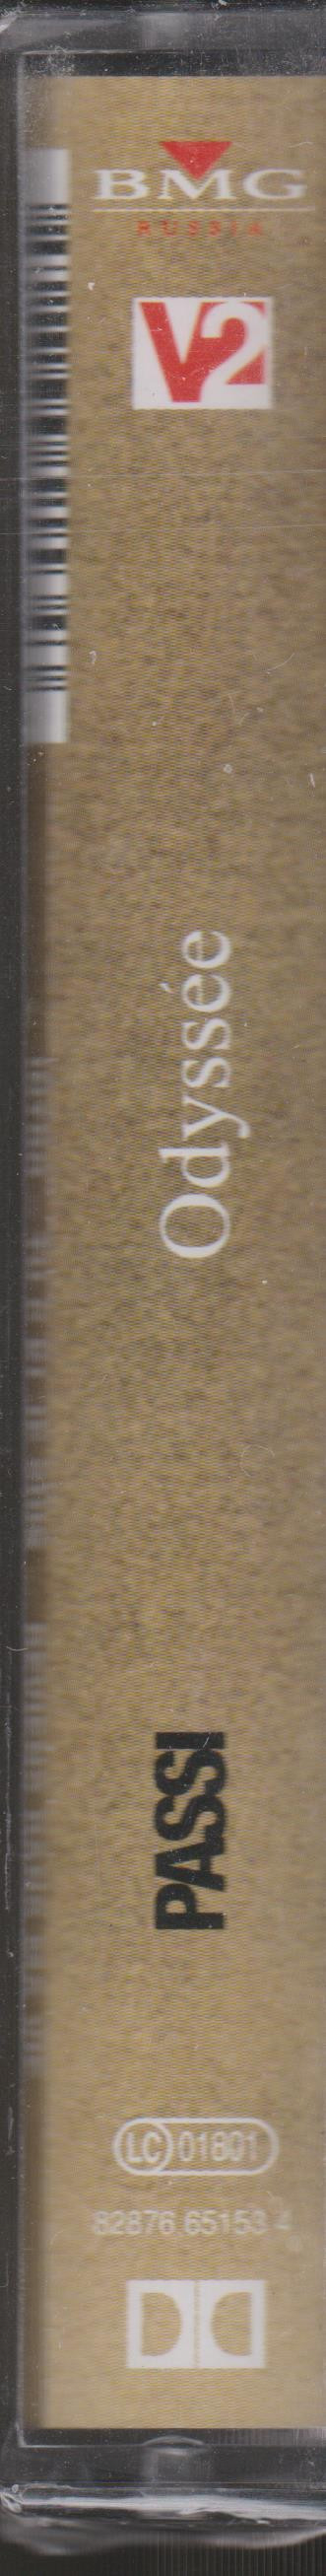 BMG
RUSSIA
V2
Odyssée
PASSI
LC 01801
82876 65153 4